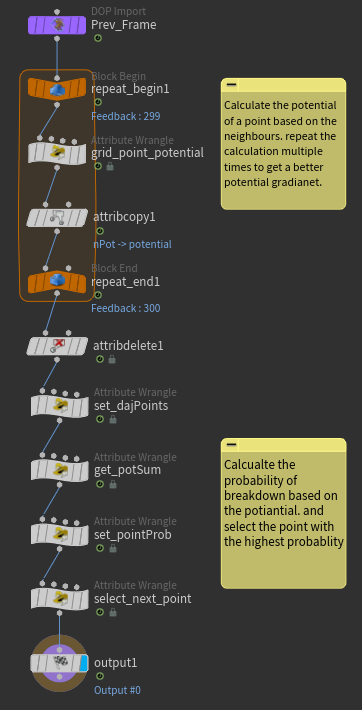 DOP Import
Prev_Frame
Block Begin
repeat_begin1
Feedback : 299
Attribute Wrangle
grid_point_potential
attribcopy1
nPot -> potential
Block End
repeat_end1
Feedback : 300
attribdelete1
Attribute Wrangle
set_dajPoints
Attribute Wrangle
get_potSum
Attribute Wrangle
set_pointProb
Attribute Wrangle
select_next_point
output1
Output #0
Calculate the potential
of a point based on the
neighbours. repeat the
calculation multiple
times to get a better
potential gradianet.
Calcualte the
probability of
breakdown based on
the potiantial. and
select the point with
the highest probablity